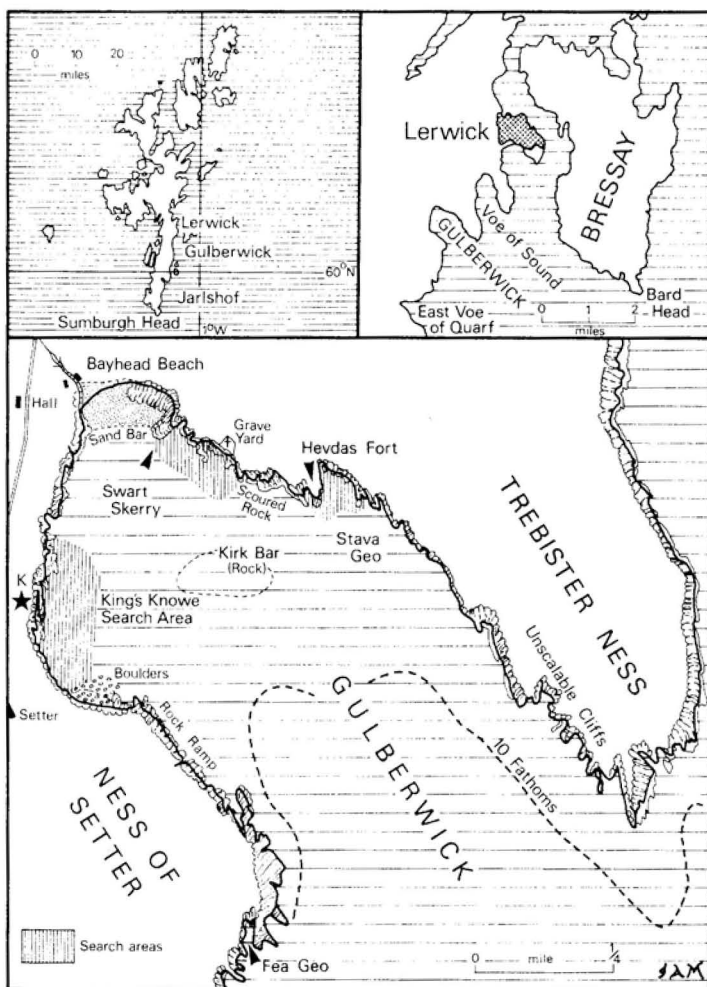 0 10 20
miles
Lerwick
Gulberwick
60°N
Jarlshof
Sumburgh Head
1°W
Lerwick
BRESSAY
Voe of Sound
GULBERWICK
East Voe
of Quarf
0 1 2
miles
Bard
Head
Bayhead Beach
Hall
Sand Bar
Grave
Yard
Hevdas Fort
Swart
Skerry
Scoured
Rock
Stava
Geo
Kirk Bar
(Rock)
TREBISTER NESS
K
King's Knowe
Search Area
Boulders
Setter
Rock Ramp
Unscalable Cliffs
GULBERWICK
10 Fathoms
NESS OF
SETTER
Search areas
Fea Geo
0 mile 1/4